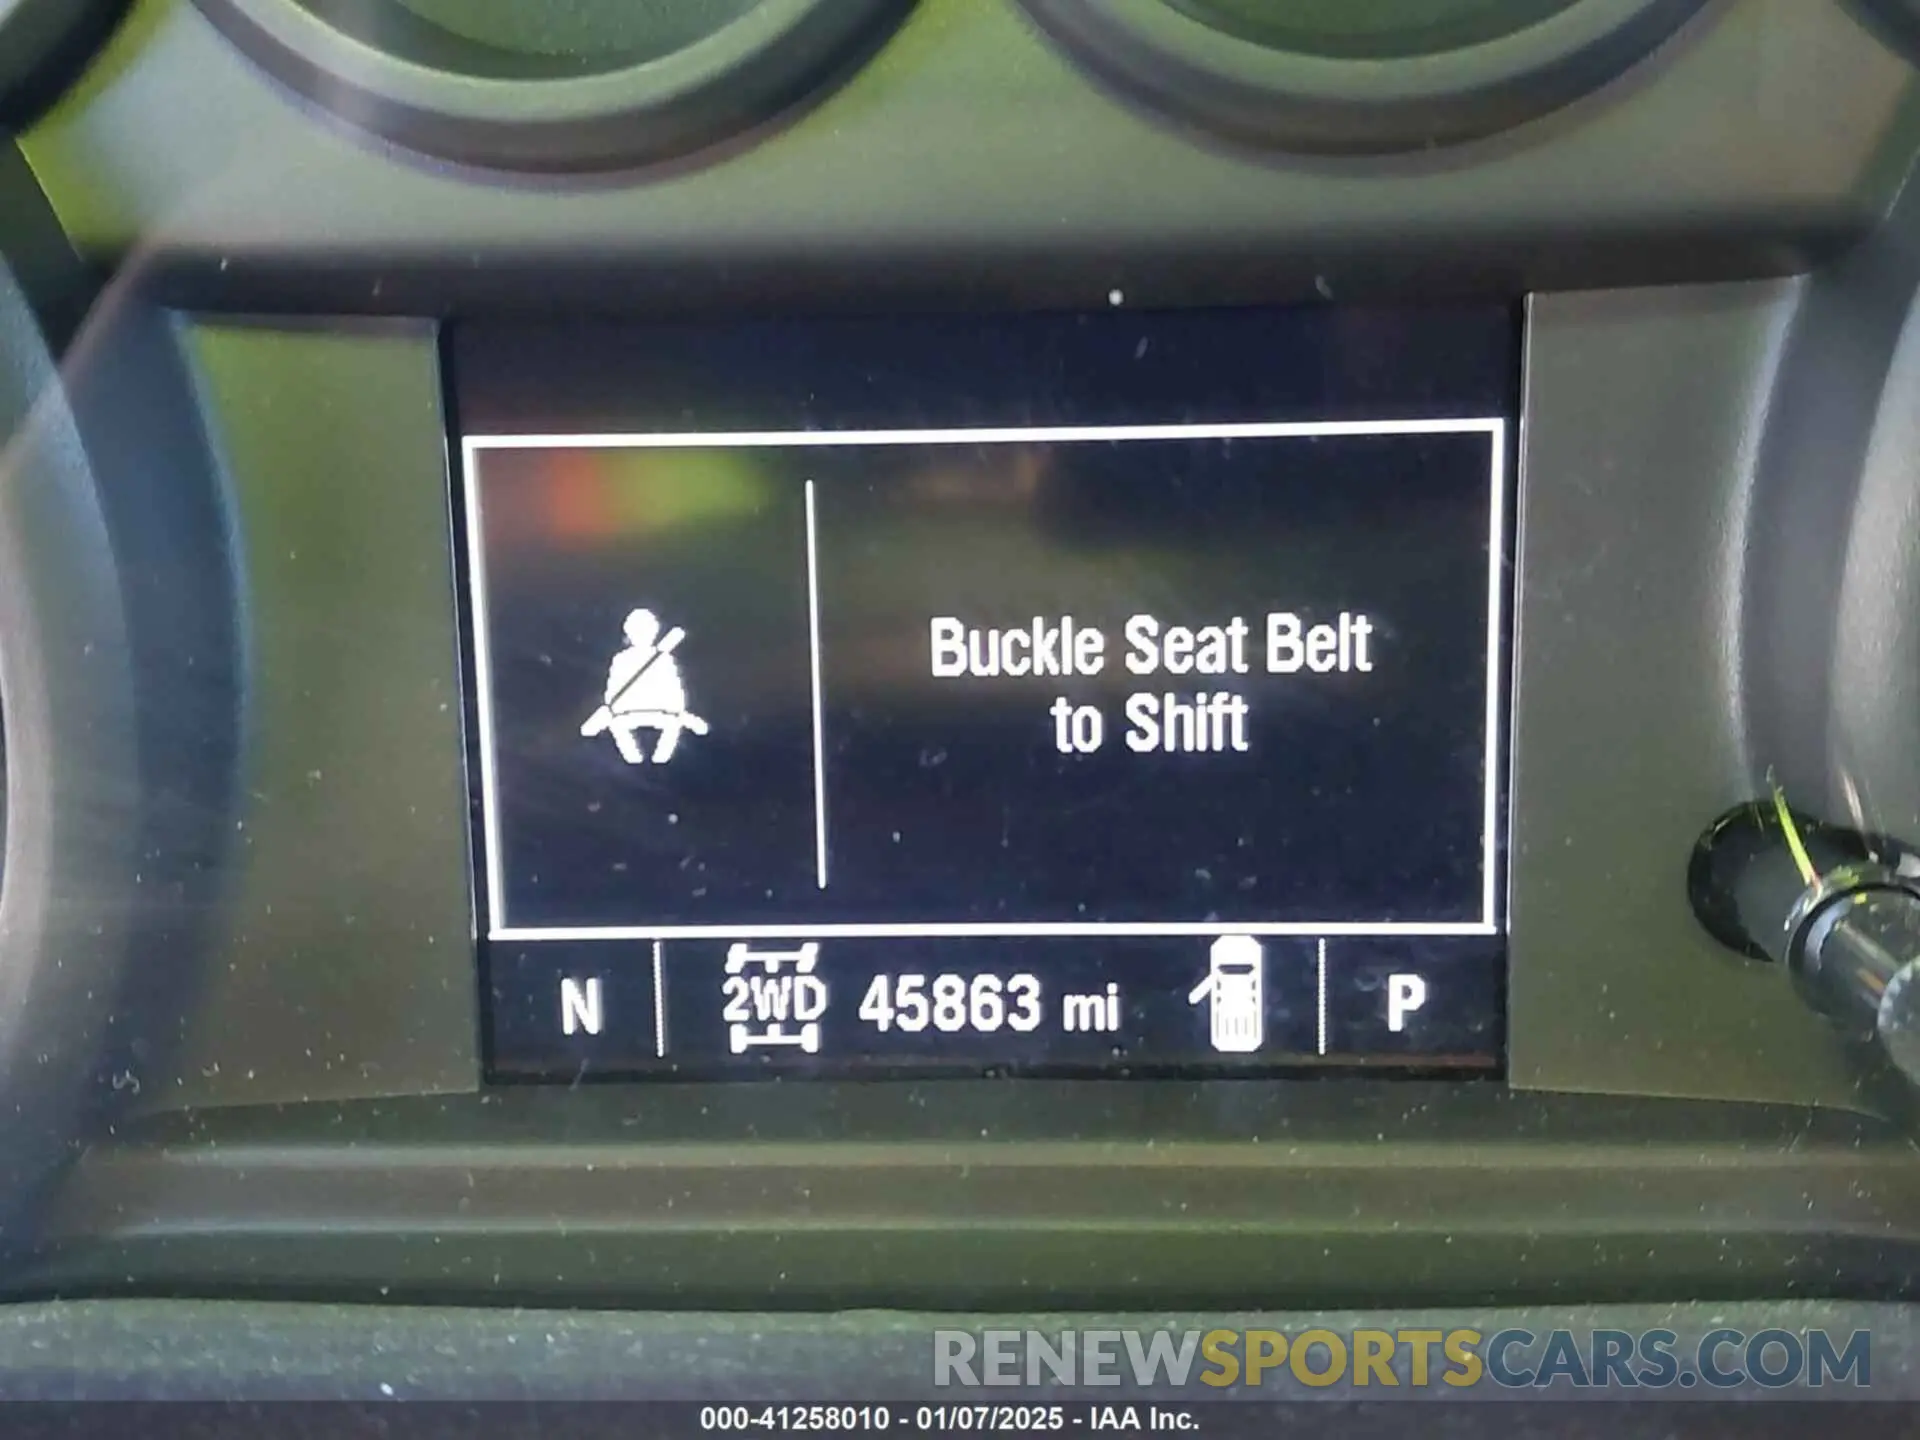 Buckle Seat Belt
to Shift
N 2WD 45863 mi P
RENEWSPORTSCARS.COM
000-41258010 - 01/07/2025 - IAA Inc.